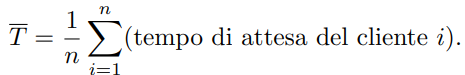 T̅ = 1/n ∑_{i=1}^{n} (tempo di attesa del cliente i).